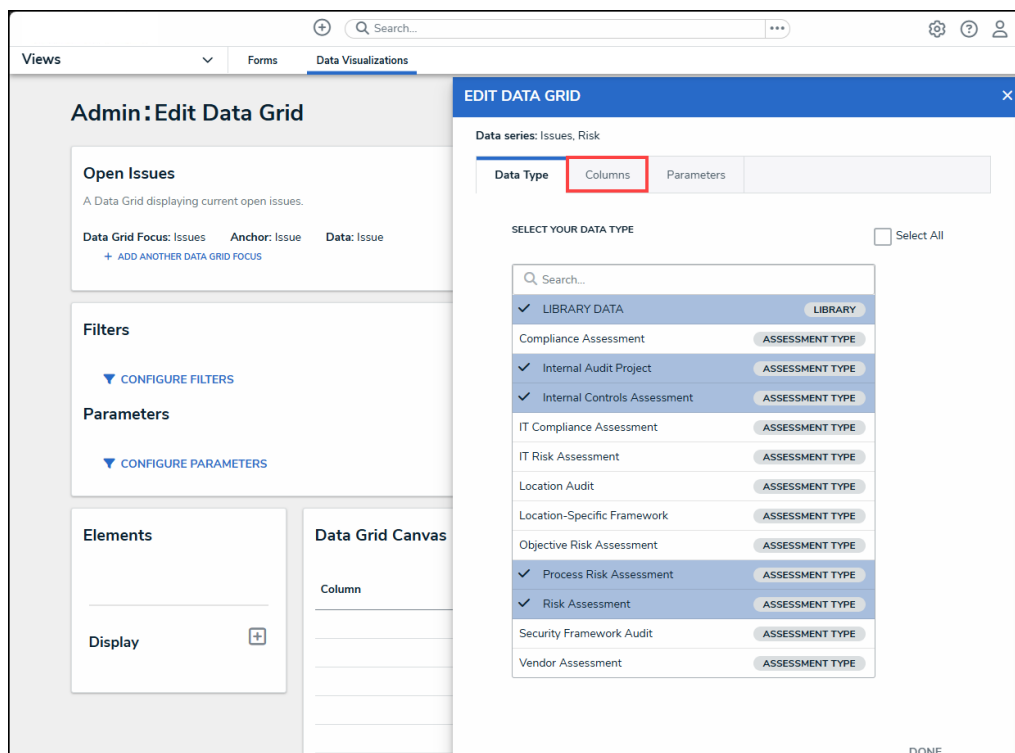 Search...
Views
Forms
Data Visualizations
Admin:Edit Data Grid
Open Issues
A Data Grid displaying current open issues.
Data Grid Focus: Issues Anchor: Issue Data: Issue
+ ADD ANOTHER DATA GRID FOCUS
Filters
CONFIGURE FILTERS
Parameters
CONFIGURE PARAMETERS
Elements
Display
Data Grid Canvas
Column
EDIT DATA GRID
Data series: Issues, Risk
Data Type Columns Parameters
SELECT YOUR DATA TYPE
Select All
Search...
LIBRARY DATA LIBRARY
Compliance Assessment ASSESSMENT TYPE
Internal Audit Project ASSESSMENT TYPE
Internal Controls Assessment ASSESSMENT TYPE
IT Compliance Assessment ASSESSMENT TYPE
IT Risk Assessment ASSESSMENT TYPE
Location Audit ASSESSMENT TYPE
Location-Specific Framework ASSESSMENT TYPE
Objective Risk Assessment ASSESSMENT TYPE
Process Risk Assessment ASSESSMENT TYPE
Risk Assessment ASSESSMENT TYPE
Security Framework Audit ASSESSMENT TYPE
Vendor Assessment ASSESSMENT TYPE
DONE